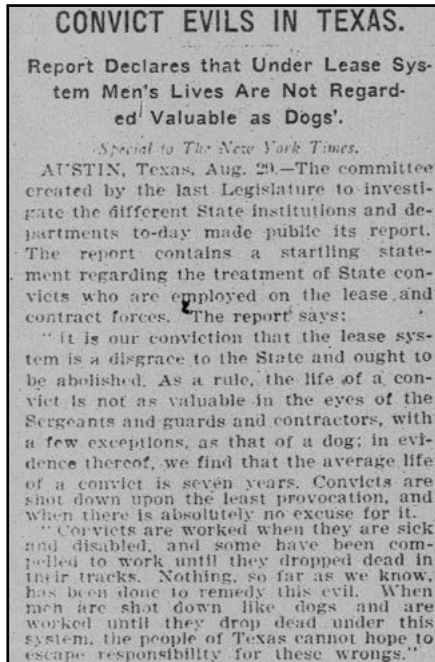 CONVICT EVILS IN TEXAS.
Report Declares that Under Lease Sys-
tem Men's Lives Are Not Regard-
ed Valuable as Dogs'.
Special to The New York Times.
AUSTIN, Texas, Aug. 29.—The committee
created by the last Legislature to investi-
gate the different State institutions and de-
partments to-day made public its report.
The report contains a startling state-
ment regarding the treatment of State con-
victs who are employed on the lease and
contract forces. The report says:
"It is our conviction that the lease sys-
tem is a disgrace to the State and ought to
be abolished. As a rule, the life of a con-
vict is not as valuable in the eyes of the
Sergeants and guards and contractors, with
a few exceptions, as that of a dog; in evi-
dence thereof, we find that the average life
of a convict is seven years. Convicts are
shot down upon the least provocation, and
when there is absolutely no excuse for it.
"Convicts are worked when they are sick
and disabled, and some have been com-
pelled to work until they dropped dead in
their tracks. Nothing, so far as we know,
has been done to remedy this evil. When
men are shot down like dogs and are
worked until they drop dead under this
system, the people of Texas cannot hope to
escape responsibility for these wrongs."